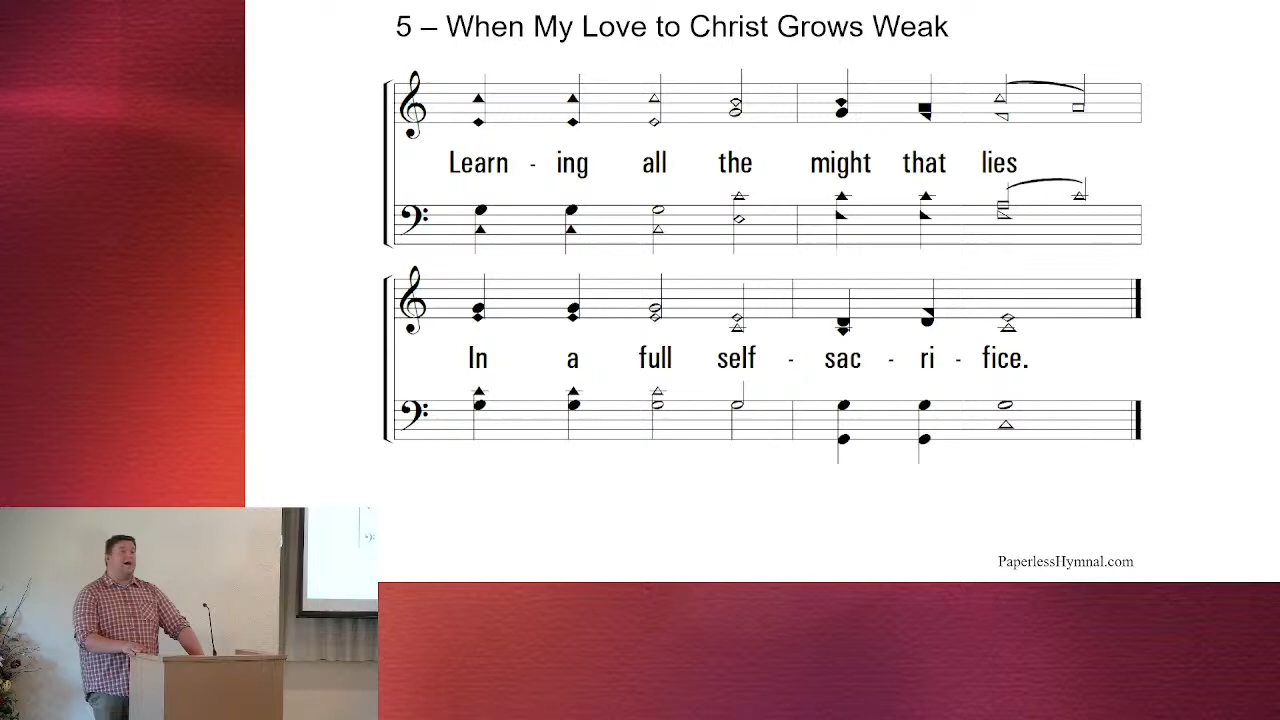 5 – When My Love to Christ Grows Weak
Learn - ing all the might that lies
In a full self - sac - ri - fice.
PaperlessHymnal.com